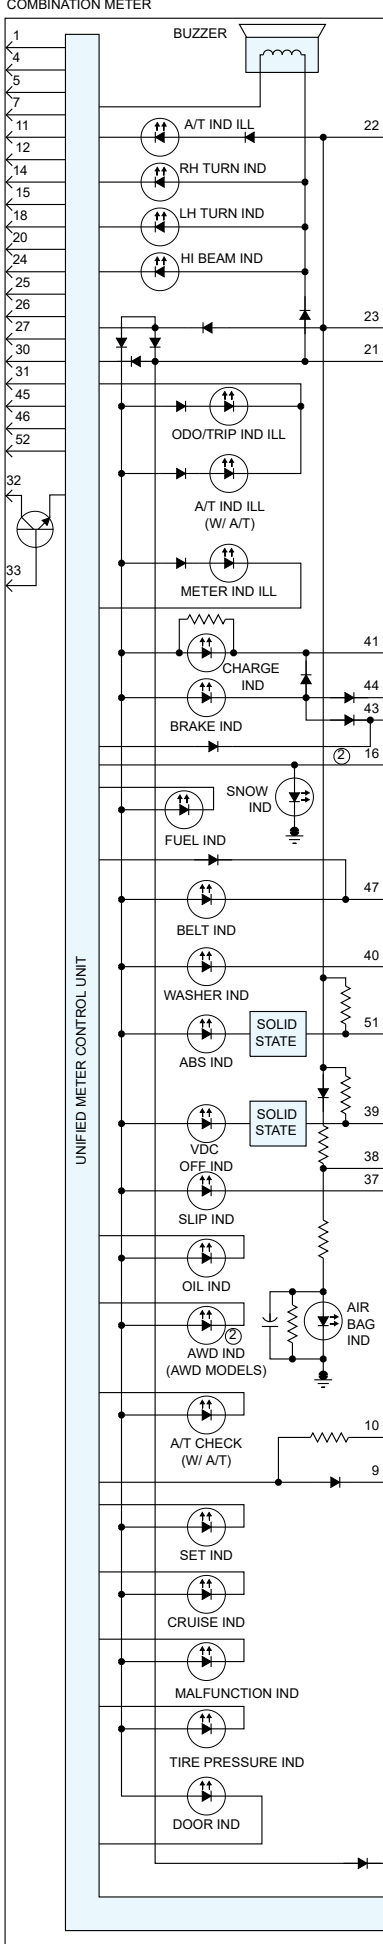 COMBINATION METER
BUZZER
1
4
5
7
11
12
14
15
18
20
24
25
26
27
30
31
45
46
52
32
33
A/T IND ILL
22
RH TURN IND
LH TURN IND
HI BEAM IND
23
21
ODO/TRIP IND ILL
A/T IND ILL
(W/ A/T)
METER IND ILL
41
CHARGE
IND
44
43
BRAKE IND
2
16
SNOW
IND
FUEL IND
47
BELT IND
40
WASHER IND
SOLID
STATE
51
ABS IND
SOLID
STATE
39
VDC
OFF IND
38
37
SLIP IND
OIL IND
AIR
BAG
IND
2
AWD IND
(AWD MODELS)
10
A/T CHECK
(W/ A/T)
9
SET IND
CRUISE IND
MALFUNCTION IND
TIRE PRESSURE IND
DOOR IND
UNIFIED METER CONTROL UNIT